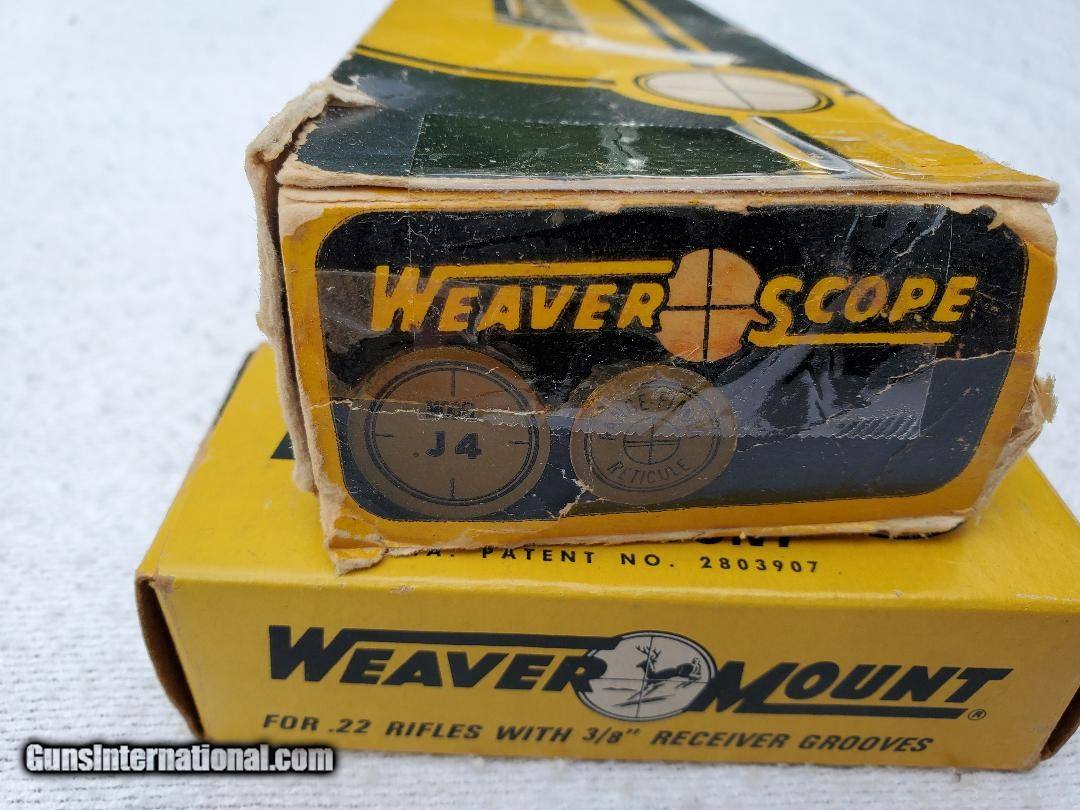 WEAVER SCOPE
MODEL
J4
RETICULE
PATENT NO. 2803907
WEAVER MOUNT ®
FOR .22 RIFLES WITH 3/8" RECEIVER GROOVES
GunsInternational.com